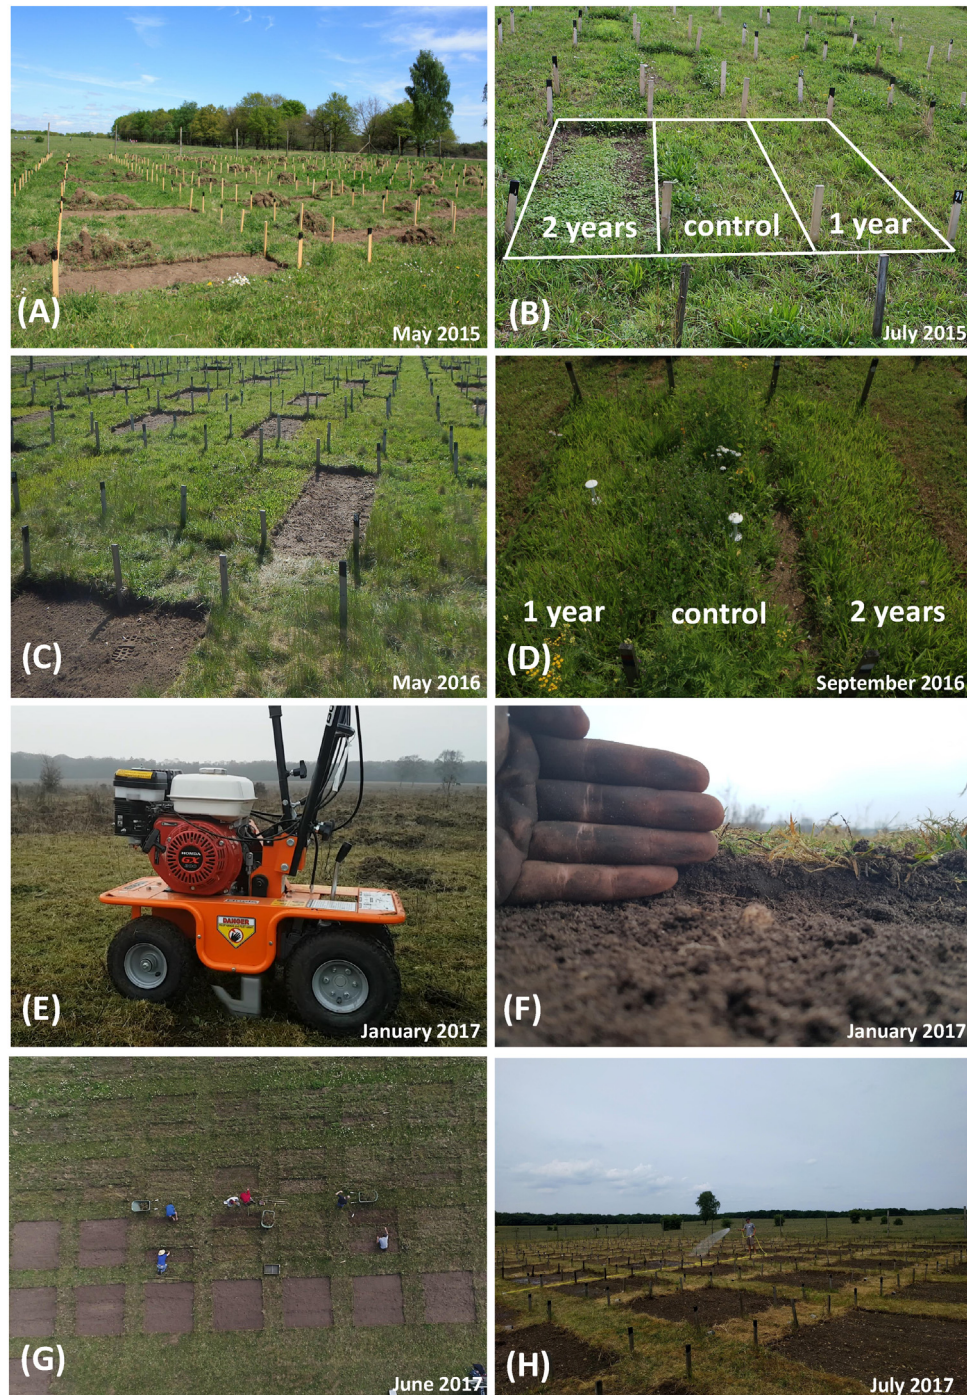 (A)
May 2015
2 years
control
1 year
(B)
July 2015
(C)
May 2016
1 year
control
2 years
(D)
September 2016
HONDA
GX
DANGER
(E)
January 2017
(F)
January 2017
(G)
June 2017
(H)
July 2017